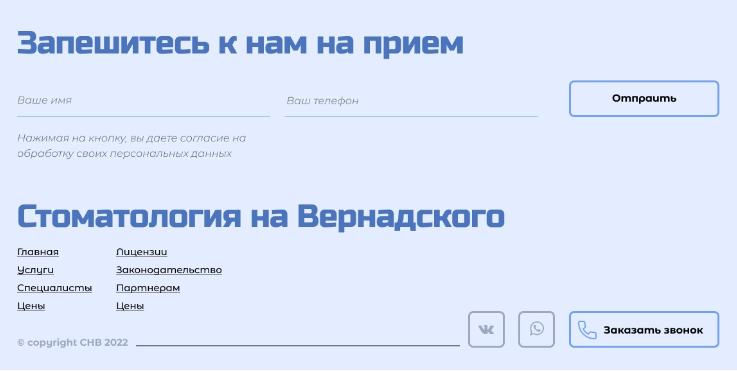 Запешитесь к нам на прием
Ваше имя
Ваш телефон
Отпраить
Нажимая на кнопку, вы даете согласие на
обработку своих персональных данных
Стоматология на Вернадского
Главная
Лицензии
Услуги
Законодательство
Специалисты
Партнерам
Цены
Цены
© copyright СНВ 2022
Заказать звонок